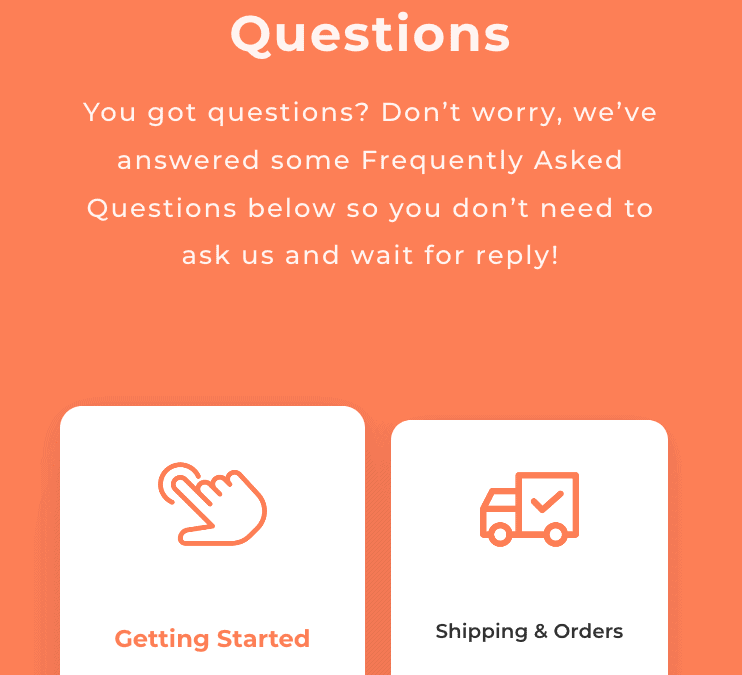 Questions
You got questions? Don’t worry, we’ve
answered some Frequently Asked
Questions below so you don’t need to
ask us and wait for reply!
Getting Started
Shipping & Orders